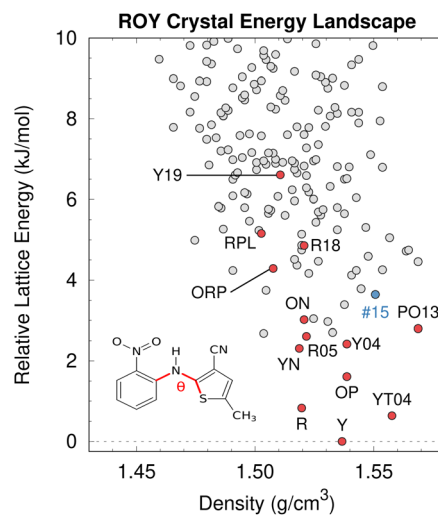 ROY Crystal Energy Landscape
Relative Lattice Energy (kJ/mol)
10
8
6
4
2
0
Y19
RPL
R18
ORP
ON
#15
PO13
YN
R05
Y04
OP
YT04
R
Y
O
N⁺
O⁻
H
N
θ
CN
S
CH₃
1.45
1.50
1.55
Density (g/cm³)